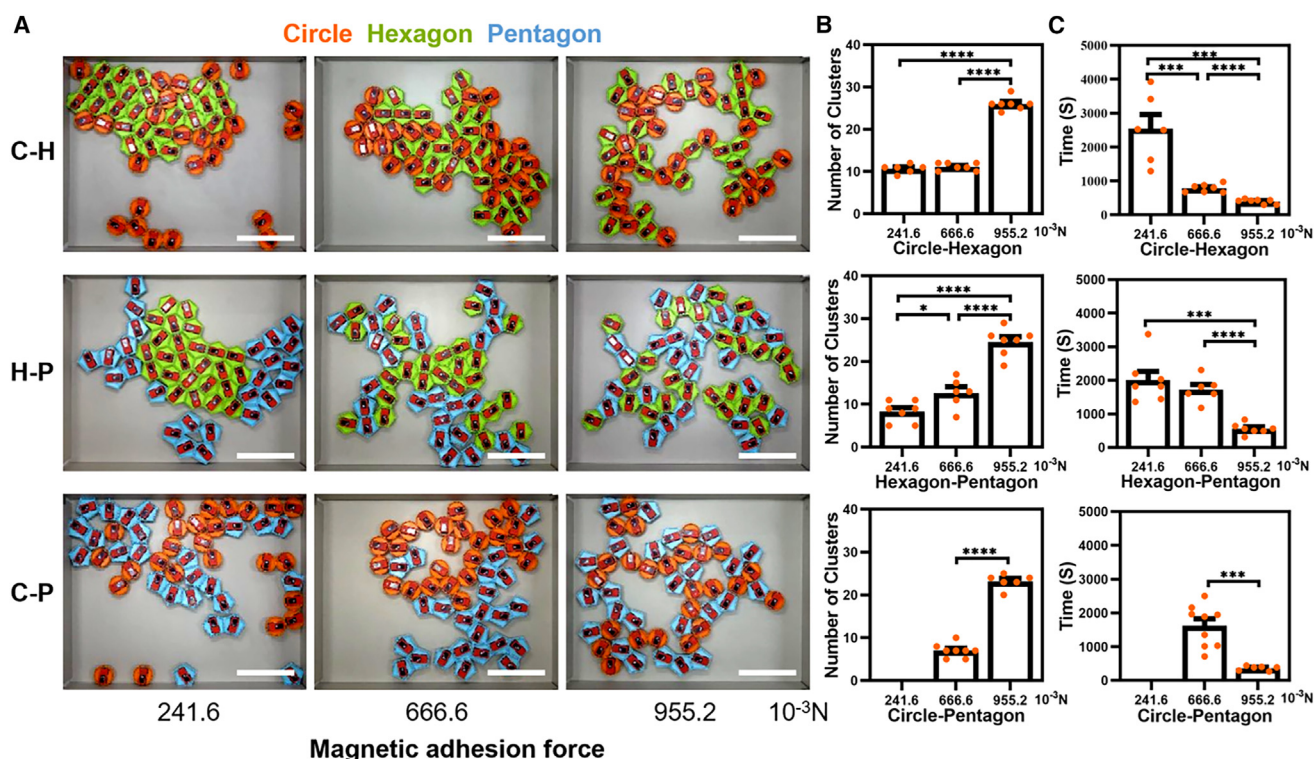 A
Circle Hexagon Pentagon
C-H
H-P
C-P
241.6 666.6 955.2 10-3N
Magnetic adhesion force
B
Number of Clusters
40
30
20
10
0
****
****
241.6 666.6 955.2 10-3N
Circle-Hexagon
Number of Clusters
40
30
20
10
0
****
* ****
241.6 666.6 955.2 10-3N
Hexagon-Pentagon
Number of Clusters
40
30
20
10
0
****
241.6 666.6 955.2 10-3N
Circle-Pentagon
C
Time (S)
5000
4000
3000
2000
1000
0
***
*** ****
241.6 666.6 955.2 10-3N
Circle-Hexagon
Time (S)
5000
4000
3000
2000
1000
0
***
****
241.6 666.6 955.2 10-3N
Hexagon-Pentagon
Time (S)
5000
4000
3000
2000
1000
0
***
241.6 666.6 955.2 10-3N
Circle-Pentagon